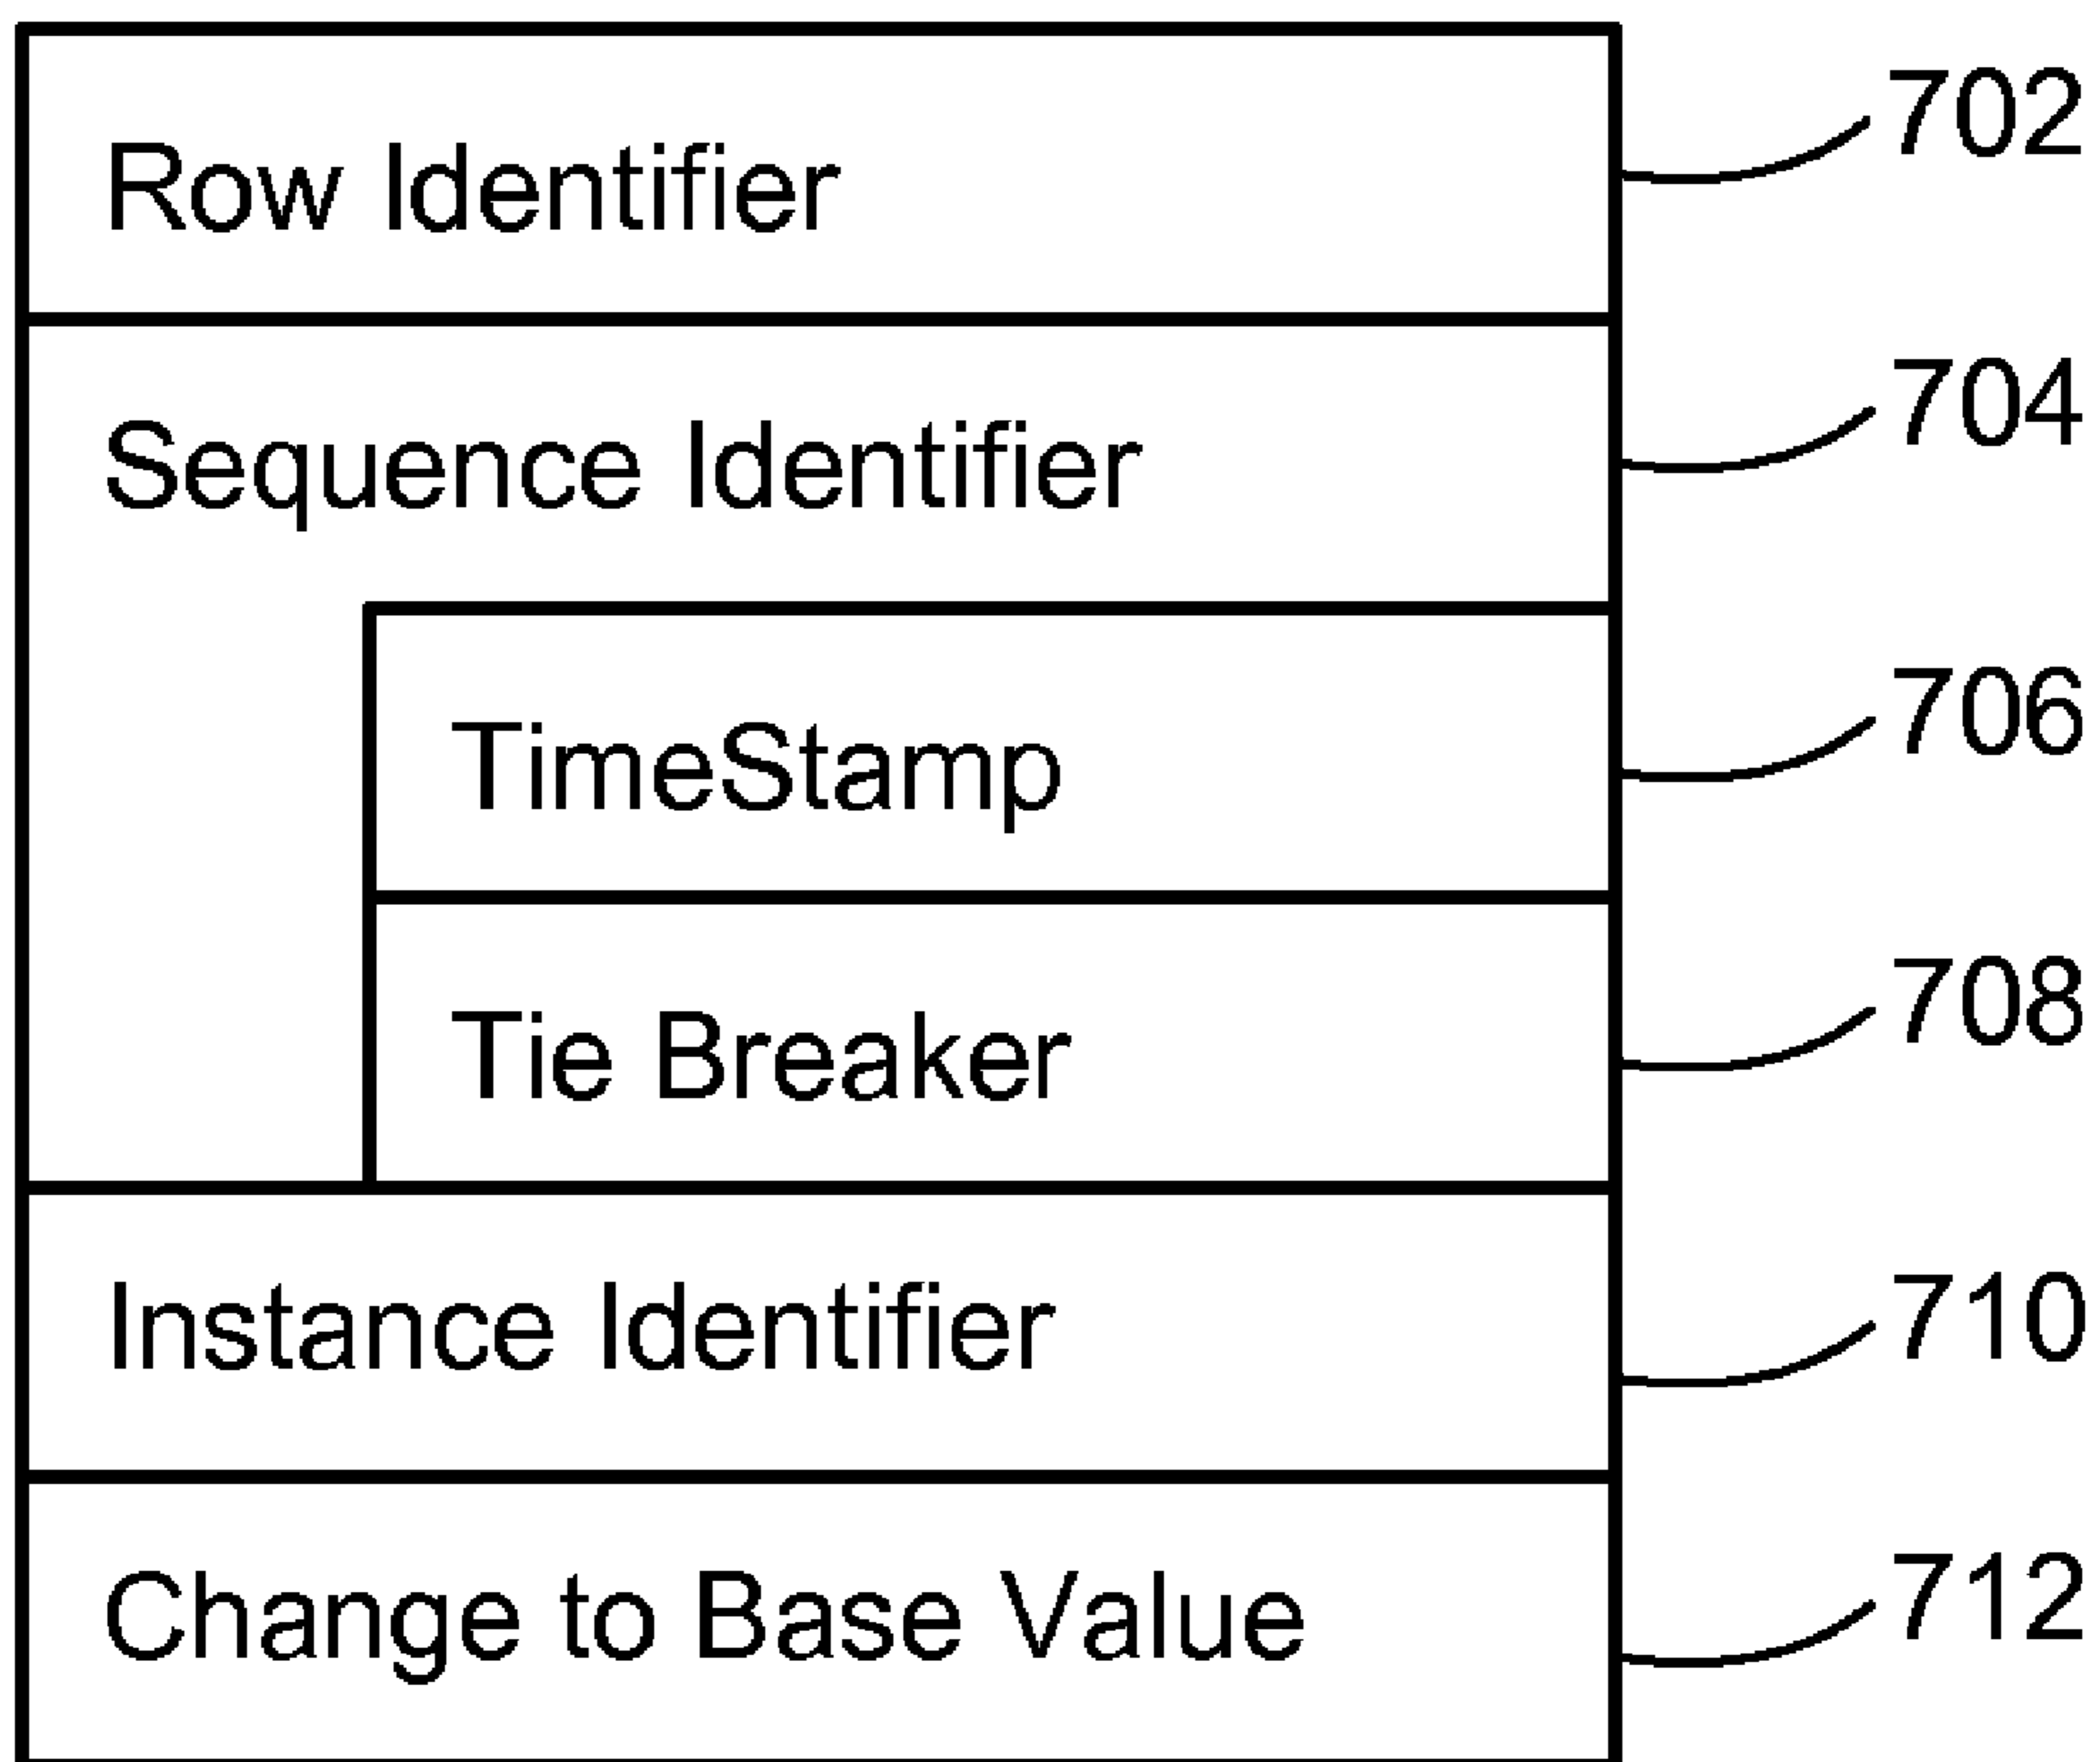 Row Identifier 702
Sequence Identifier 704
TimeStamp 706
Tie Breaker 708
Instance Identifier 710
Change to Base Value 712